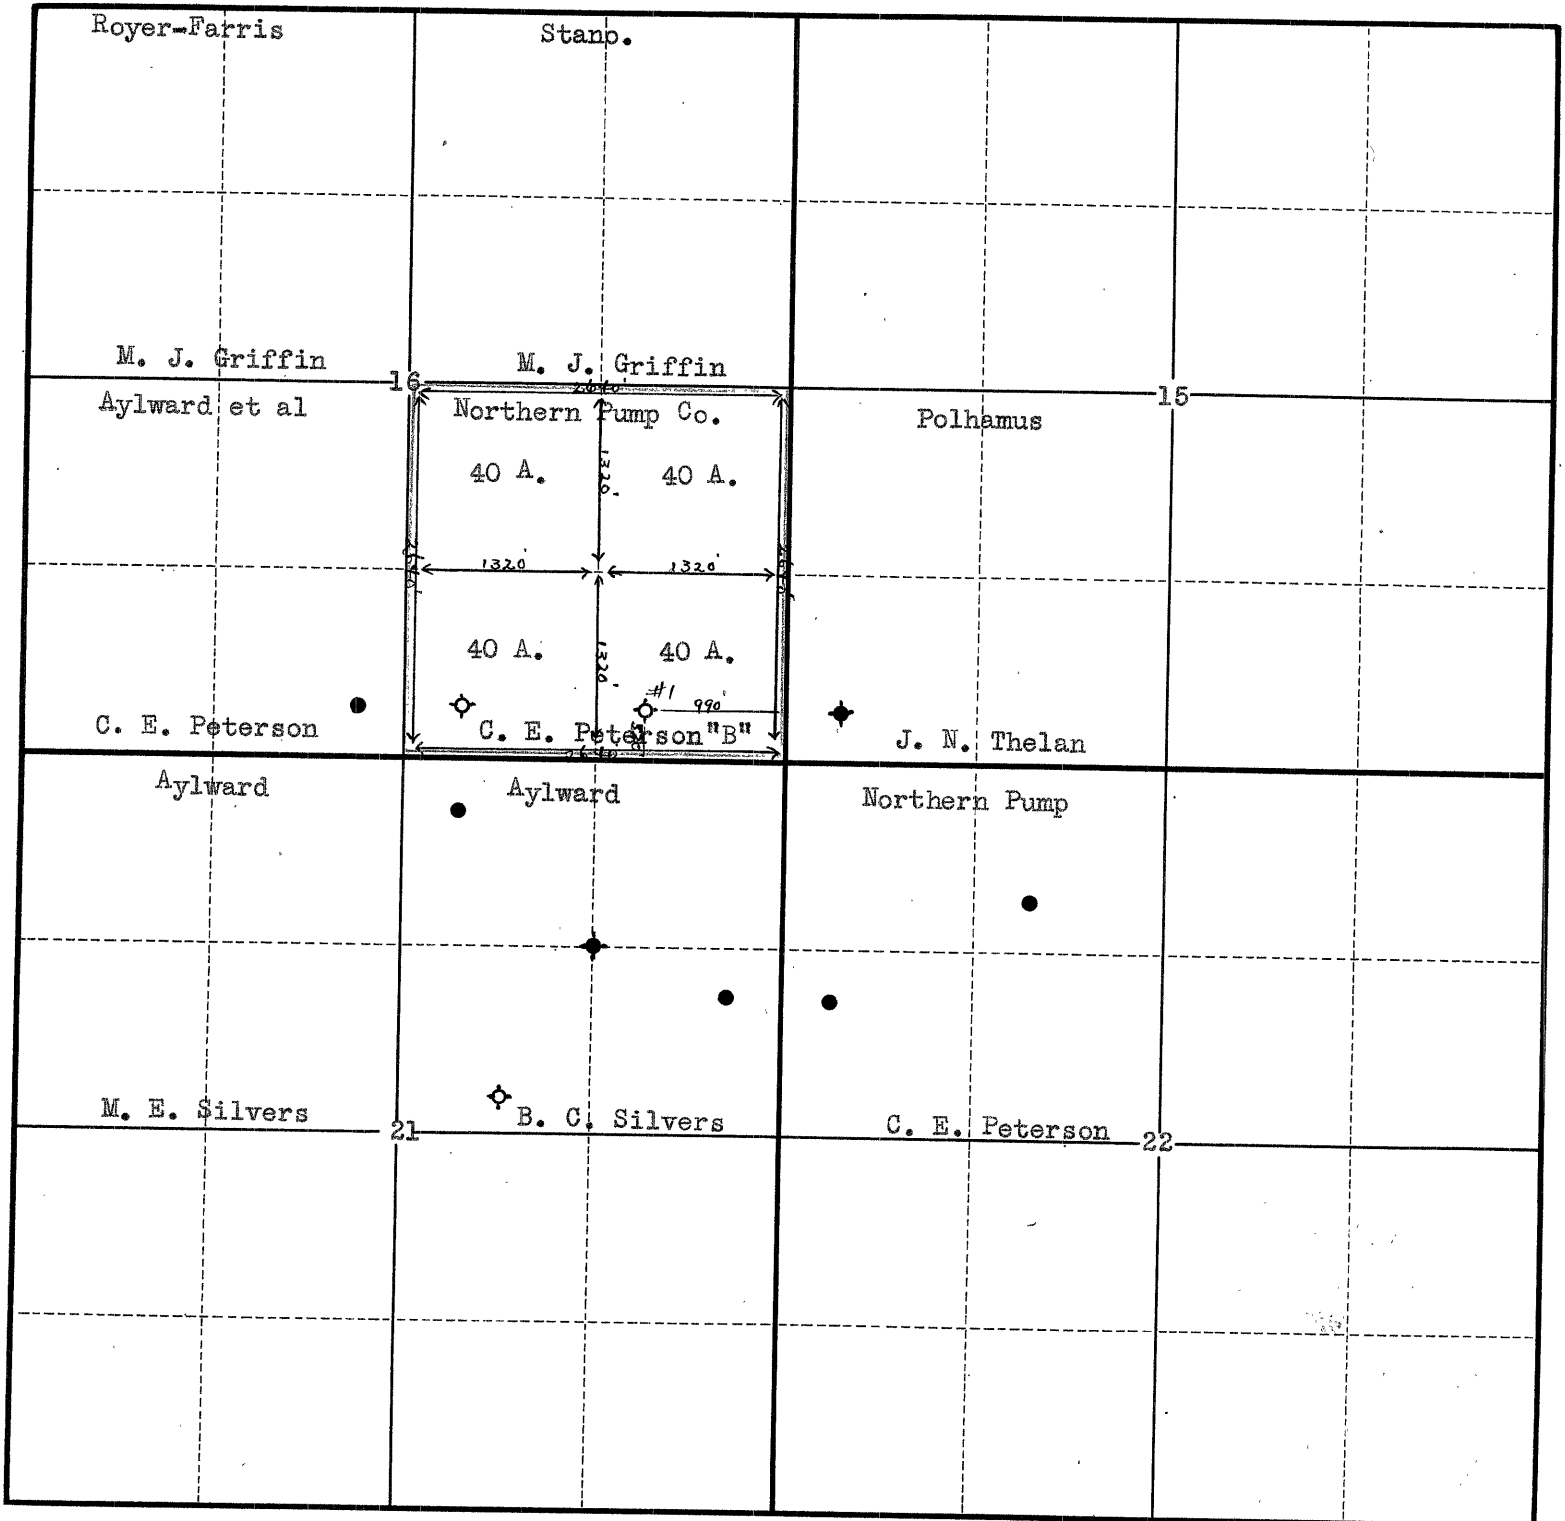 Royer-Farris
Stano.
M. J. Griffin
M. J. Griffin
16
2640'
15
Aylward et al
Northern Pump Co.
Polhamus
40 A.
40 A.
1320'
2640'
1320'
1320'
2640'
40 A.
40 A.
1320'
#1
990'
C. E. Peterson
C. E. Peterson "B"
J. N. Thelan
2640'
Aylward
Aylward
Northern Pump
M. E. Silvers
B. C. Silvers
C. E. Peterson
21
22